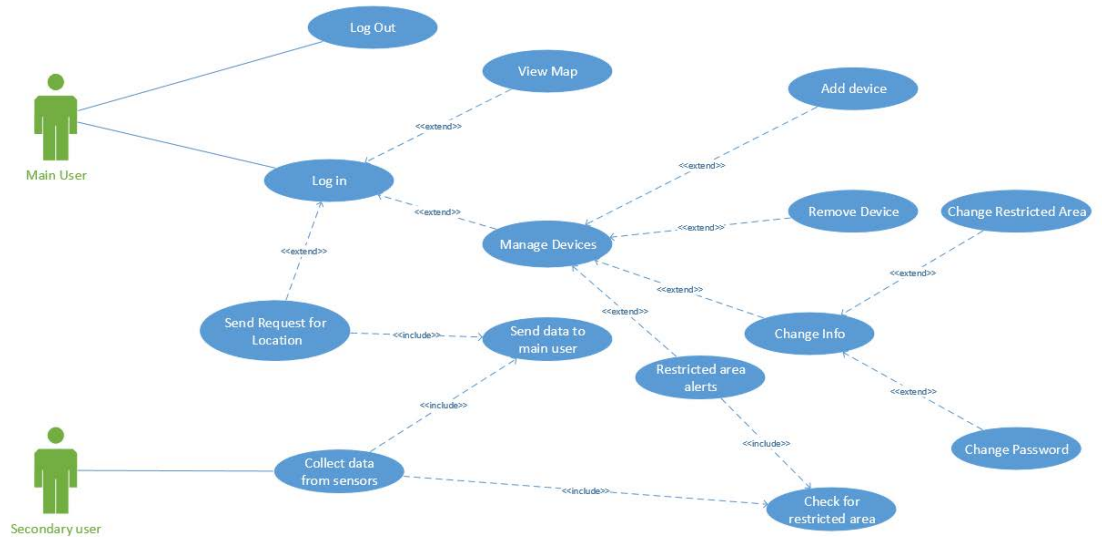 Log Out
View Map
Add device
<<extend>>
Main User
<<extend>>
Log in
<<extend>>
Remove Device
Change Restricted Area
<<extend>>
Manage Devices
<<extend>>
<<extend>>
<<extend>>
<<extend>>
Send Request for
Location
<<include>>
Send data to
main user
Change Info
Restricted area
alerts
<<extend>>
<<include>>
<<include>>
Change Password
Collect data
from sensors
<<include>>
Check for
restricted area
Secondary user